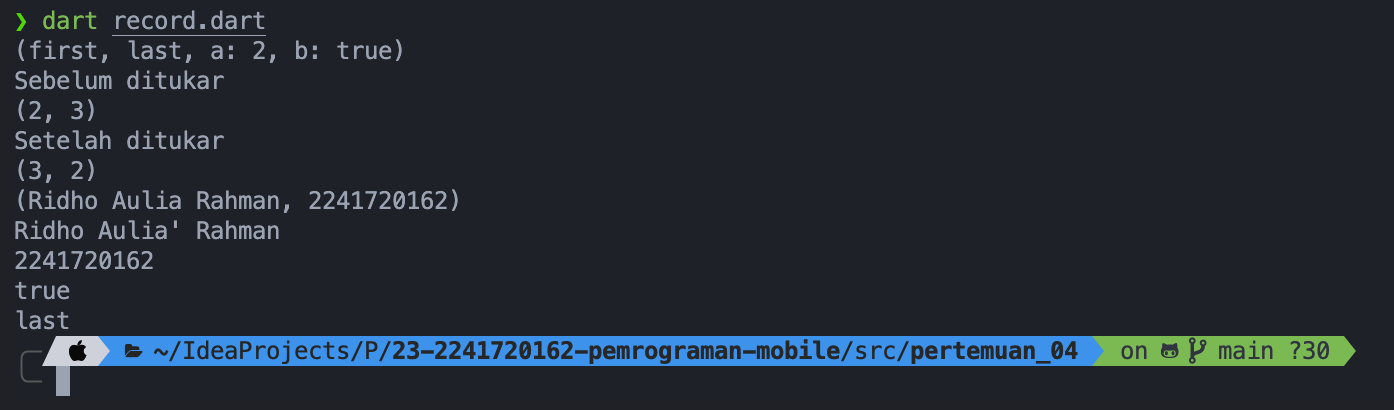 ❯ dart record.dart
(first, last, a: 2, b: true)
Sebelum ditukar
(2, 3)
Setelah ditukar
(3, 2)
(Ridho Aulia Rahman, 2241720162)
Ridho Aulia' Rahman
2241720162
true
last
~/IdeaProjects/P/23-2241720162-pemrograman-mobile/src/pertemuan_04 on main ?30